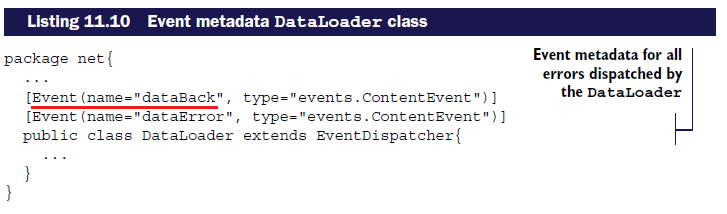 Listing 11.10 Event metadata DataLoader class
package net{
...
[Event(name="dataBack", type="events.ContentEvent")]
[Event(name="dataError", type="events.ContentEvent")]
public class DataLoader extends EventDispatcher{
...
}
}
Event metadata for all
errors dispatched by
the DataLoader